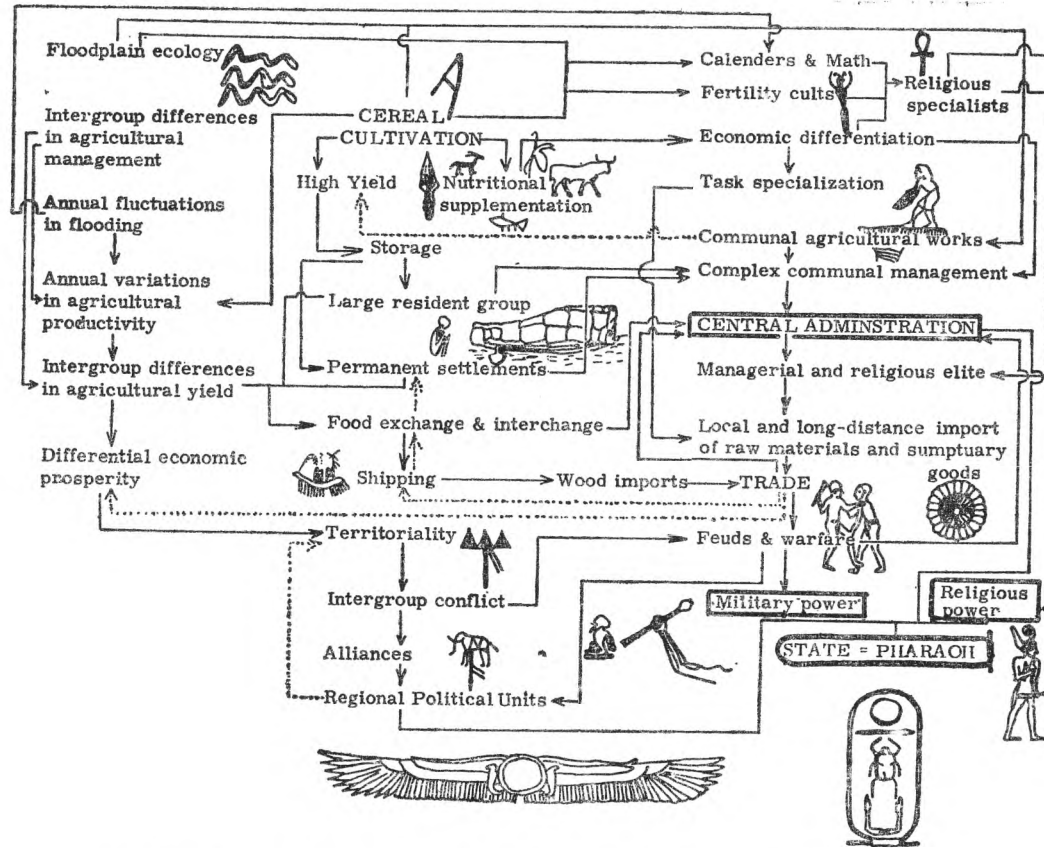 Floodplain ecology
Intergroup differences
in agricultural
management
Annual fluctuations
in flooding
Annual variations
in agricultural
productivity
Intergroup differences
in agricultural yield
Differential economic
prosperity
CEREAL
CULTIVATION
High Yield
Nutritional
supplementation
Storage
Large resident group
Permanent settlements
Food exchange & interchange
Shipping
Wood imports
TRADE
Territoriality
Intergroup conflict
Alliances
Regional Political Units
Calenders & Math
Fertility cults
Religious
specialists
Economic differentiation
Task specialization
Communal agricultural works
Complex communal management
CENTRAL ADMINSTRATION
Managerial and religious elite
Local and long-distance import
of raw materials and sumptuary
goods
Feuds & warfare
Military power
Religious
power
STATE = PHARAOH